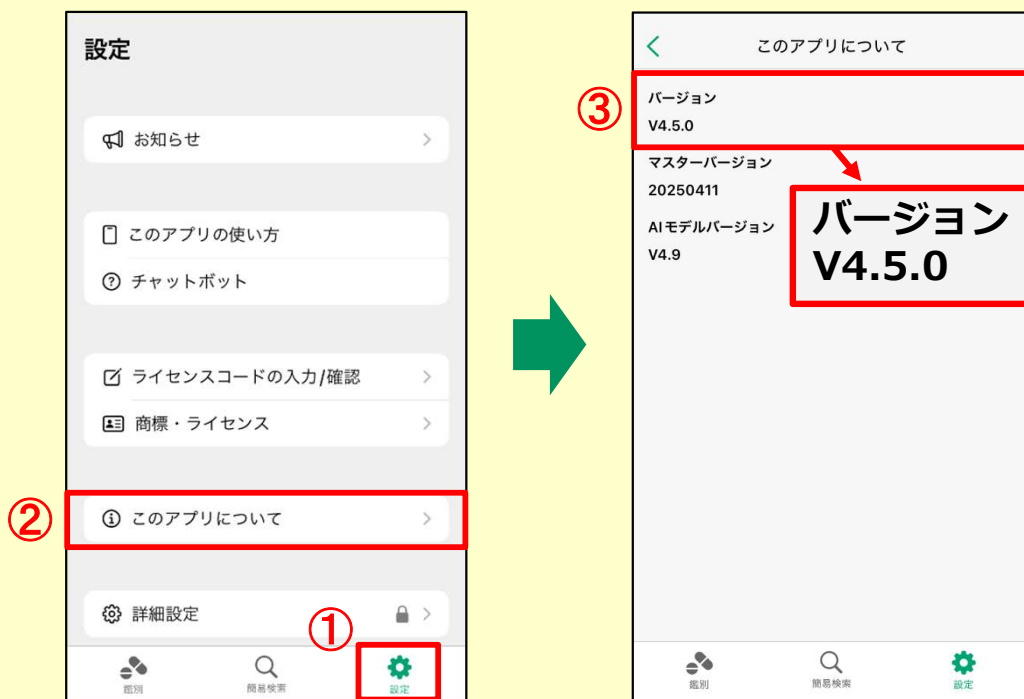 設定
お知らせ
このアプリの使い方
チャットボット
ライセンスコードの入力/確認
商標・ライセンス
②
このアプリについて
詳細設定
①
鑑別
簡易検索
設定
このアプリについて
③
バージョン
V4.5.0
マスターバージョン
20250411
AIモデルバージョン
V4.9
バージョン
V4.5.0
鑑別
簡易検索
設定